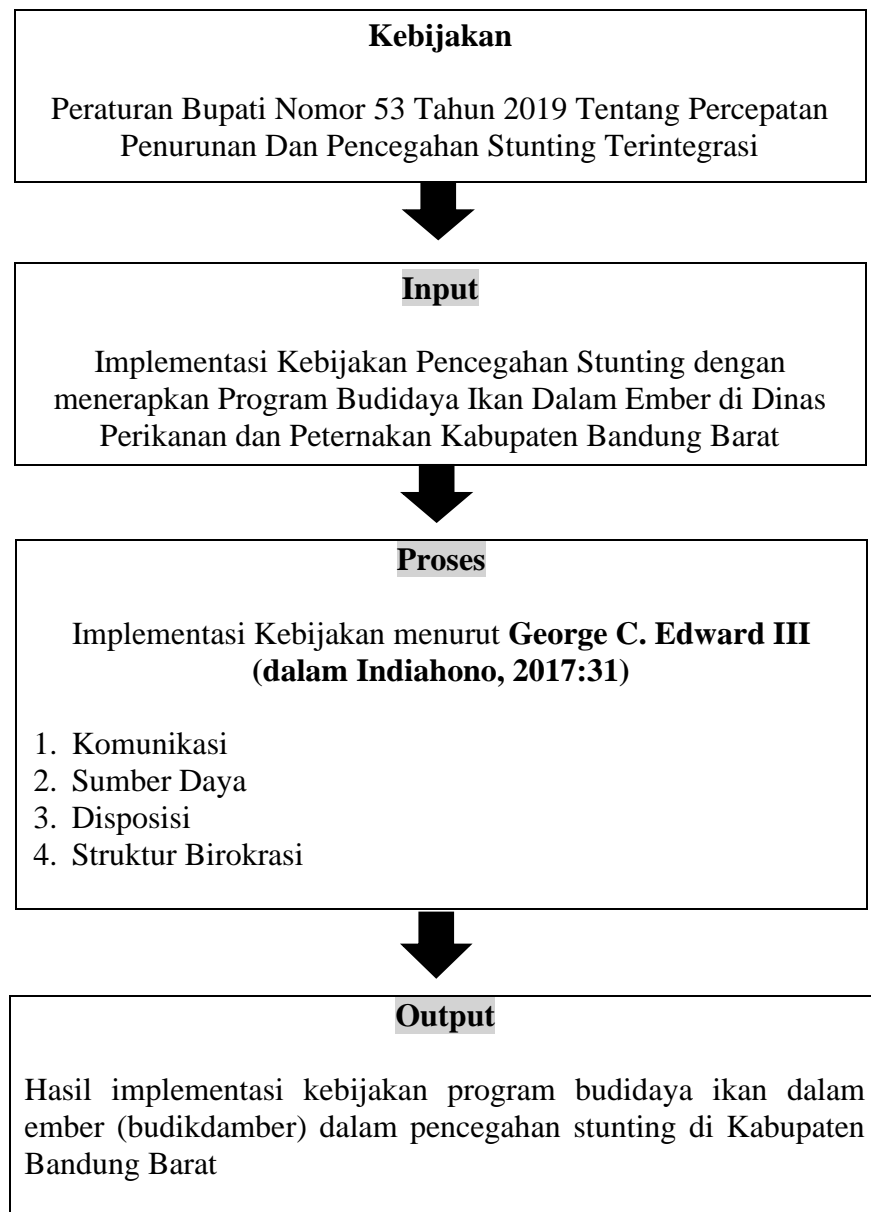 Kebijakan
Peraturan Bupati Nomor 53 Tahun 2019 Tentang Percepatan
Penurunan Dan Pencegahan Stunting Terintegrasi
Input
Implementasi Kebijakan Pencegahan Stunting dengan
menerapkan Program Budidaya Ikan Dalam Ember di Dinas
Perikanan dan Peternakan Kabupaten Bandung Barat
Proses
Implementasi Kebijakan menurut George C. Edward III
(dalam Indiahono, 2017:31)
1. Komunikasi
2. Sumber Daya
3. Disposisi
4. Struktur Birokrasi
Output
Hasil implementasi kebijakan program budidaya ikan dalam
ember (budikdamber) dalam pencegahan stunting di Kabupaten
Bandung Barat